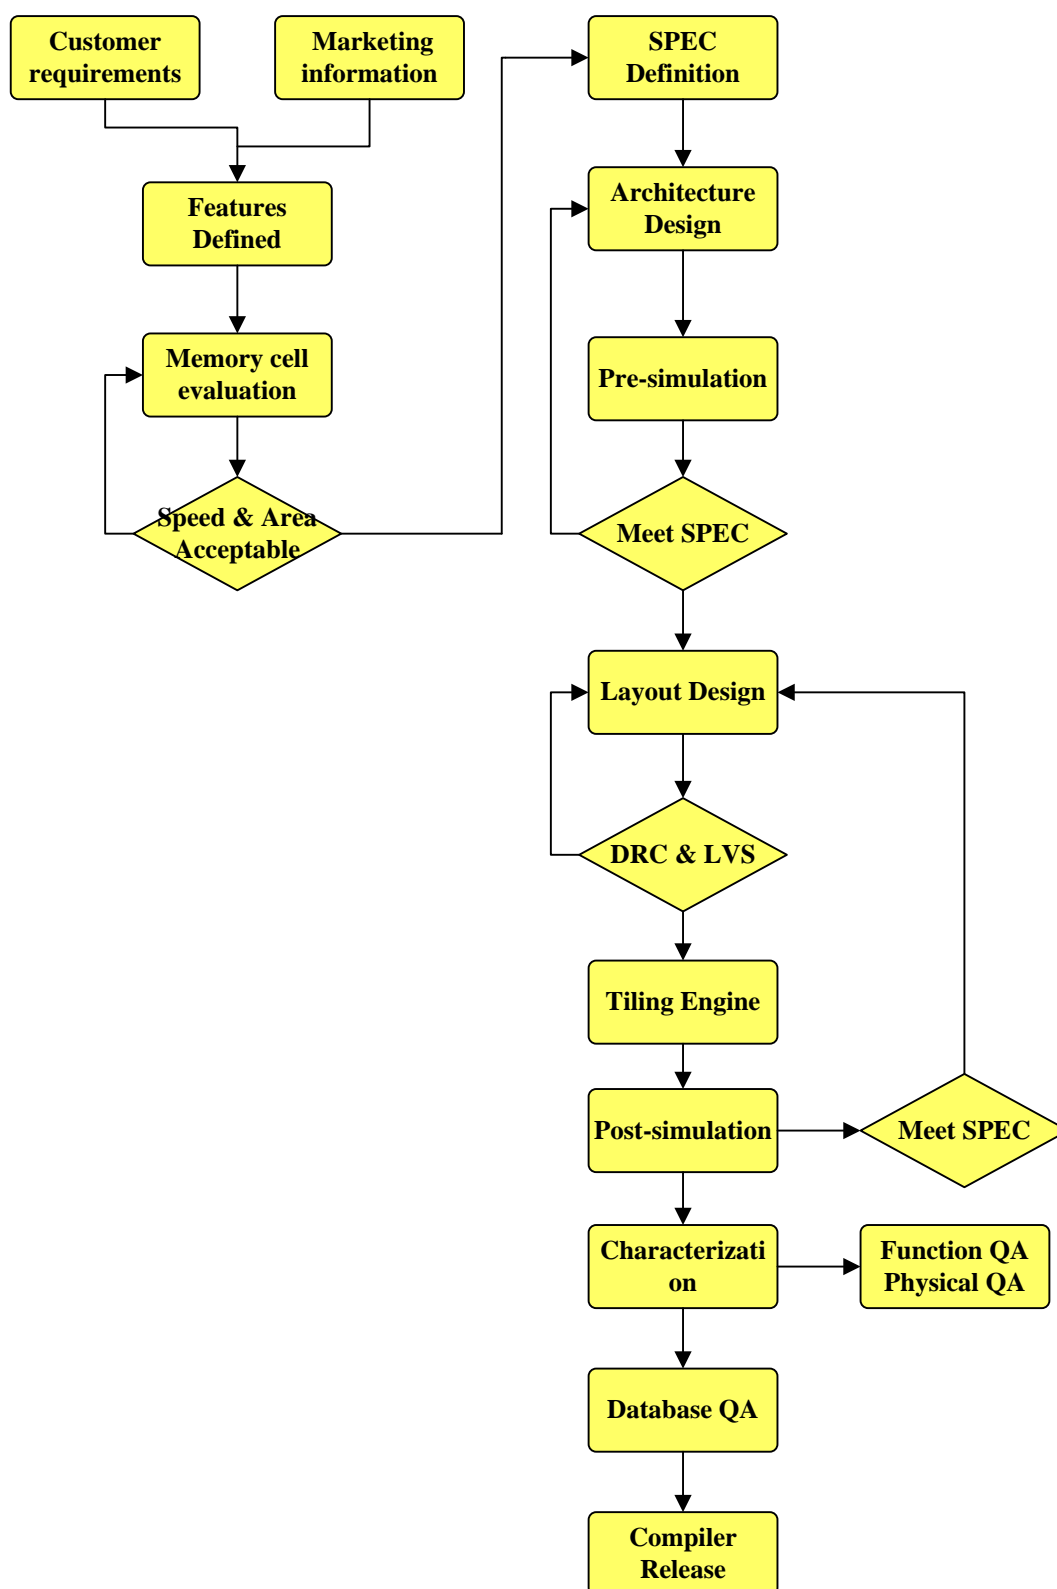 Customer
requirements
Marketing
information
Features
Defined
Memory cell
evaluation
Speed & Area
Acceptable
SPEC
Definition
Architecture
Design
Pre-simulation
Meet SPEC
Layout Design
DRC & LVS
Tiling Engine
Post-simulation
Meet SPEC
Characterizati
on
Function QA
Physical QA
Database QA
Compiler
Release